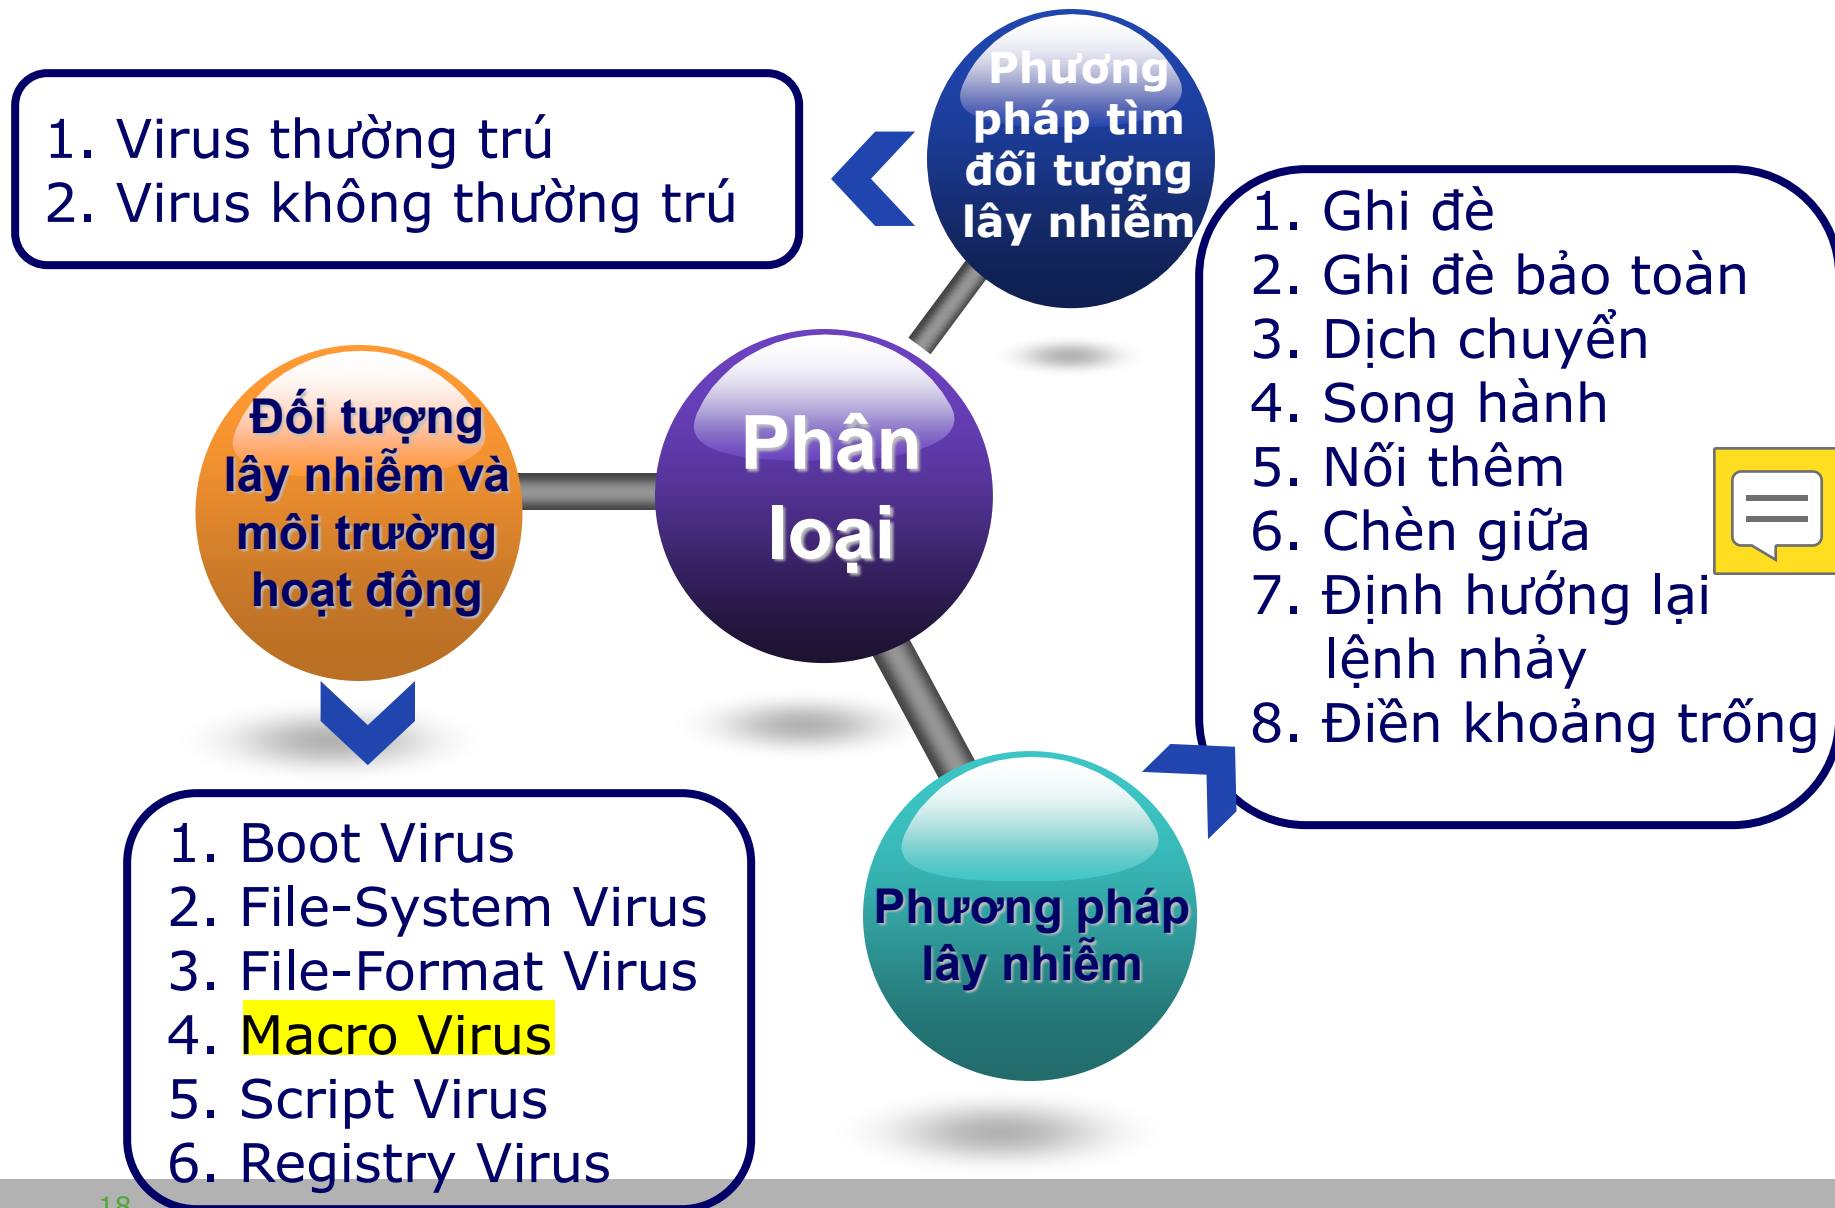 Phương
pháp tìm
đối tượng
lây nhiễm
1. Virus thường trú
2. Virus không thường trú
1. Ghi đè
2. Ghi đè bảo toàn
3. Dịch chuyển
4. Song hành
5. Nối thêm
6. Chèn giữa
7. Định hướng lại
lệnh nhảy
8. Điền khoảng trống
Đối tượng
lây nhiễm và
môi trường
hoạt động
Phân
loại
Phương pháp
lây nhiễm
1. Boot Virus
2. File-System Virus
3. File-Format Virus
4. Macro Virus
5. Script Virus
6. Registry Virus
18